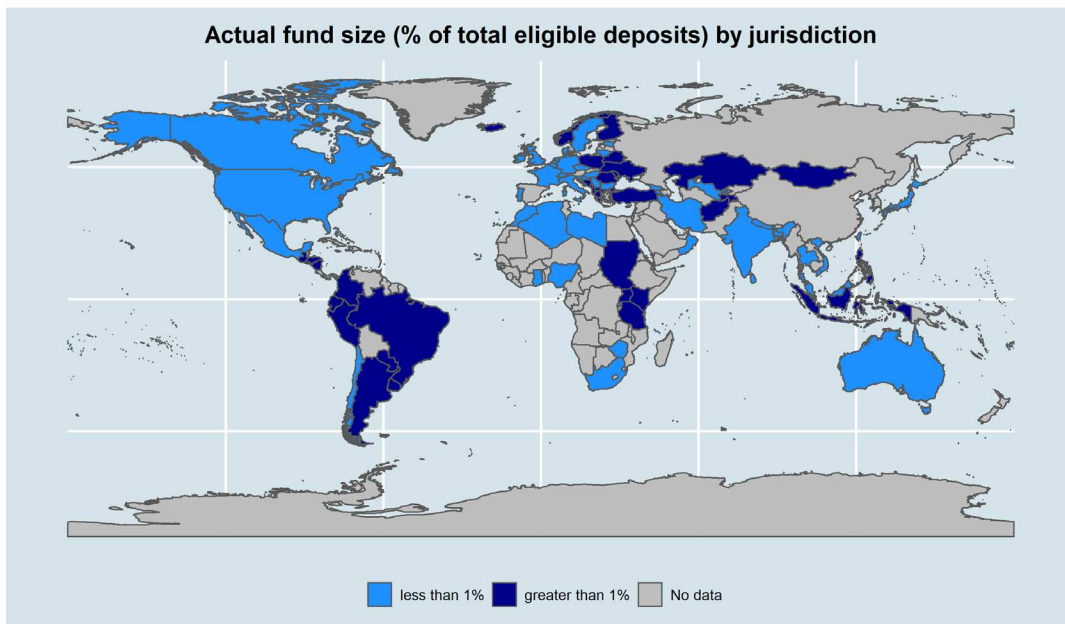 Actual fund size (% of total eligible deposits) by jurisdiction
less than 1% greater than 1% No data